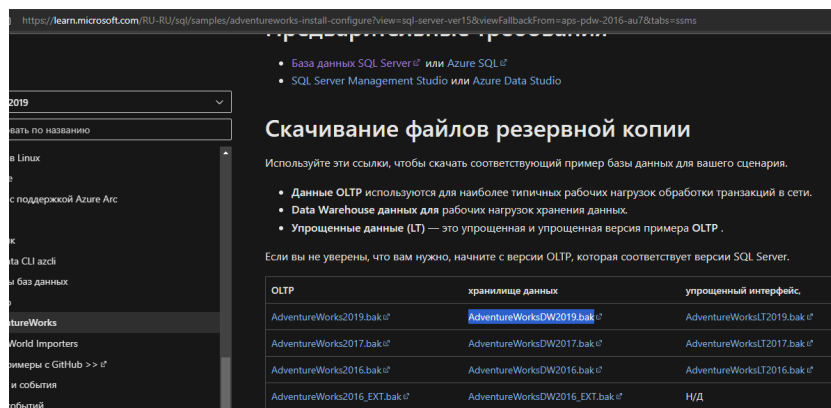 https://learn.microsoft.com/RU-RU/sql/samples/adventureworks-install-configure?view=sql-server-ver15&viewFallbackFrom=aps-pdw-2016-au7&tabs=ssms
Предварительные требования
База данных SQL Server или Azure SQL
SQL Server Management Studio или Azure Data Studio
2019
овать по названию
в Linux
е
с поддержкой Azure Arc
ик
ata CLI azcli
ы баз данных
ntureWorks
World Importers
римеры с GitHub >>
и события
Скачивание файлов резервной копии
Используйте эти ссылки, чтобы скачать соответствующий пример базы данных для вашего сценария.
Данные OLTP используются для наиболее типичных рабочих нагрузок обработки транзакций в сети.
Data Warehouse данных для рабочих нагрузок хранения данных.
Упрощенные данные (LT) — это упрощенная и упрощенная версия примера OLTP .
Если вы не уверены, что вам нужно, начните с версии OLTP, которая соответствует версии SQL Server.
OLTP хранилище данных упрощенный интерфейс,
AdventureWorks2019.bak AdventureWorksDW2019.bak AdventureWorksLT2019.bak
AdventureWorks2017.bak AdventureWorksDW2017.bak AdventureWorksLT2017.bak
AdventureWorks2016.bak AdventureWorksDW2016.bak AdventureWorksLT2016.bak
AdventureWorks2016_EXT.bak AdventureWorksDW2016_EXT.bak Н/Д